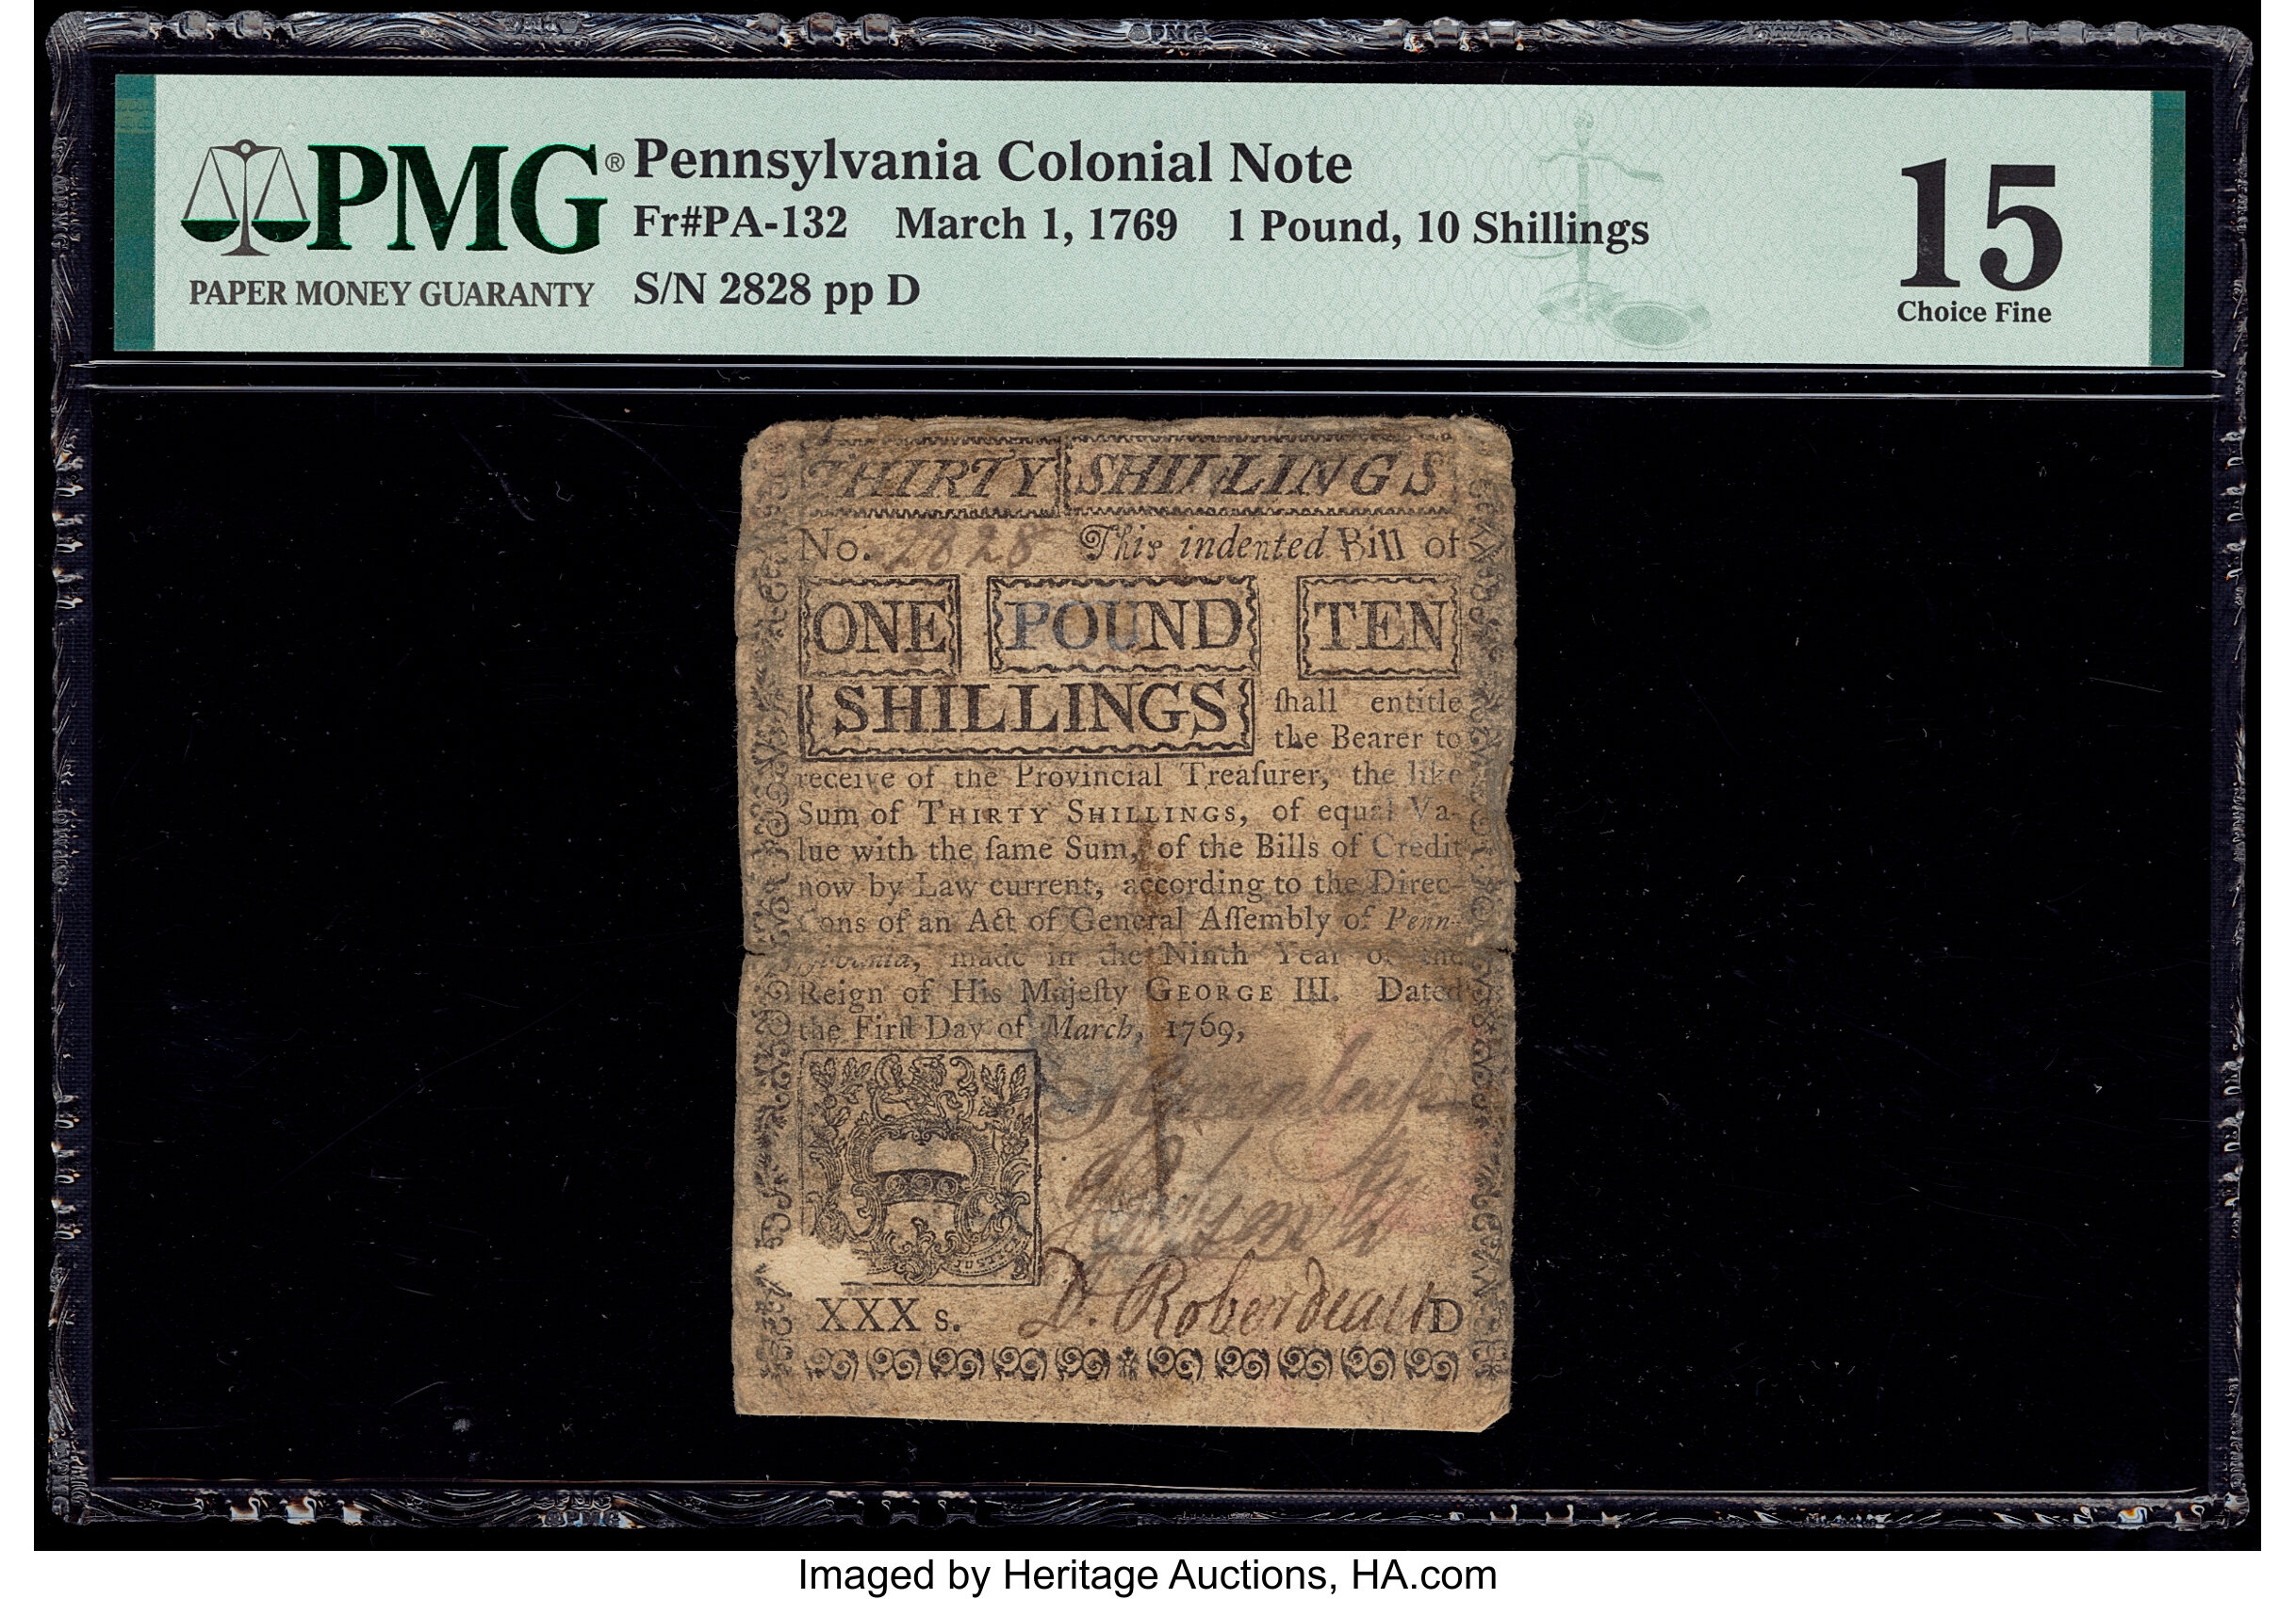 PMG® Pennsylvania Colonial Note
Fr#PA-132 March 1, 1769 1 Pound, 10 Shillings
PAPER MONEY GUARANTY S/N 2828 pp D
15
Choice Fine
THIRTY SHILLINGS
No. 2828 This indented Bill of
ONE POUND TEN
SHILLINGS ſhall entitle
the Bearer to
receive of the Provincial Treaſurer, the like
Sum of THIRTY SHILLINGS, of equal Va-
lue with the ſame Sum, of the Bills of Credit
now by Law current, according to the Direc-
tions of an Act of General Aſſembly of Penn-
ſylvania, made in the Ninth Year of the
Reign of His Majeſty GEORGE III. Dated
the Firſt Day of March, 1769,
XXX s. D. Roberdeau D
Imaged by Heritage Auctions, HA.com